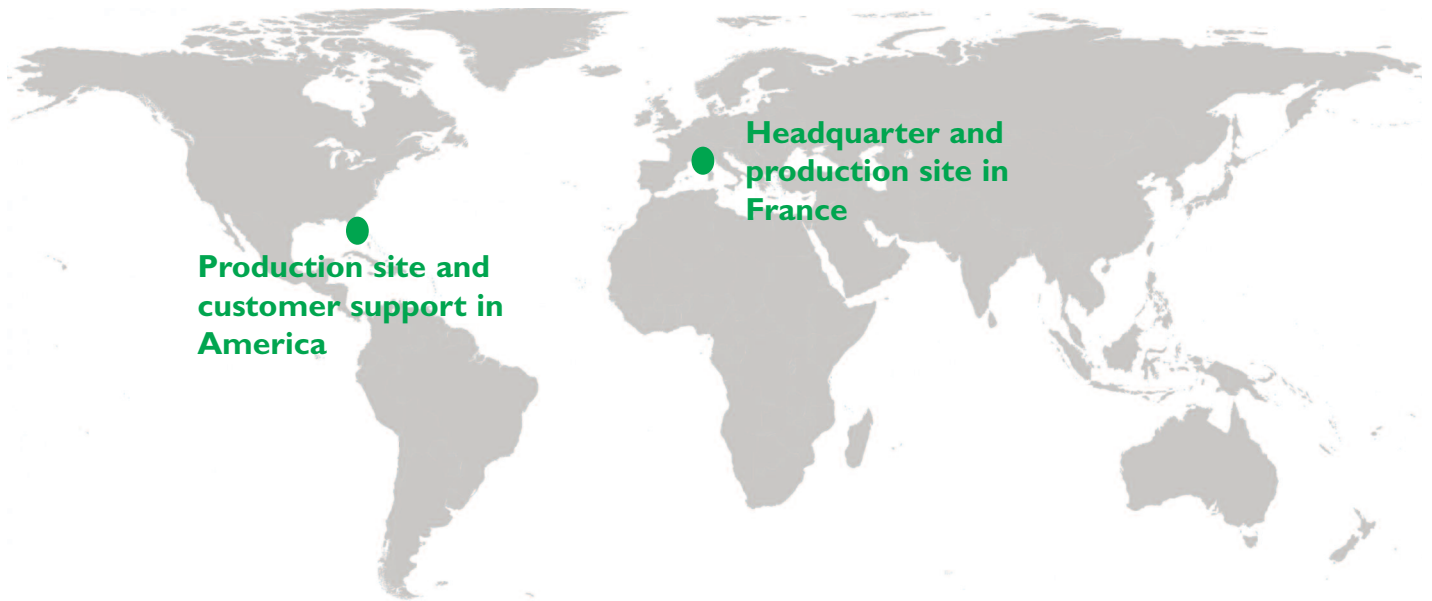 Headquarter and
production site in
France
Production site and
customer support in
America